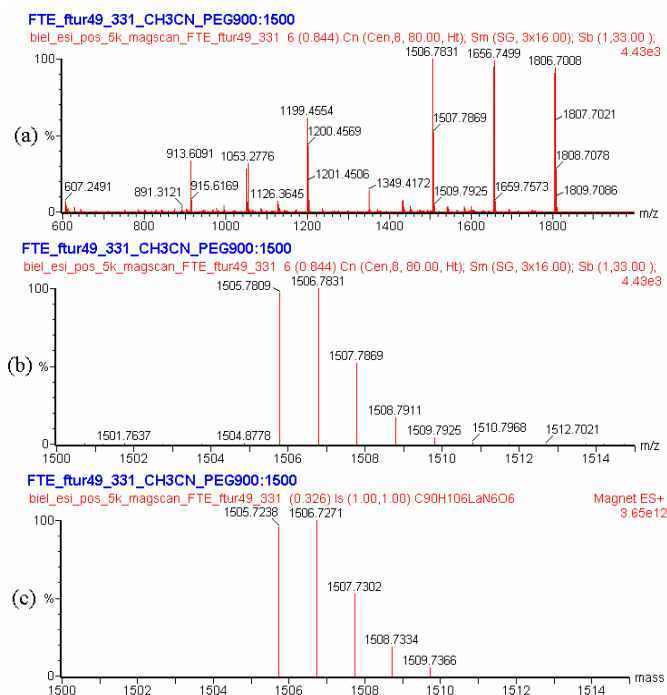 FTE_ftur49_331_CH3CN_PEG900:1500
biel_esi_pos_5k_magscan_FTE_ftur49_331 6 (0.844) Cn (Cen,8, 80.00, Ht); Sm (SG, 3x16.00); Sb (1,33.00 );
4.43e3
100
%
0
(a)
607.2491
891.3121
913.6091
915.6169
1053.2776
1126.3645
1199.4554
1200.4569
1201.4506
1349.4172
1506.7831
1507.7869
1509.7925
1656.7499
1659.7573
1806.7008
1807.7021
1808.7078
1809.7086
600 800 1000 1200 1400 1600 1800 m/z
FTE_ftur49_331_CH3CN_PEG900:1500
biel_esi_pos_5k_magscan_FTE_ftur49_331 6 (0.844) Cn (Cen,8, 80.00, Ht); Sm (SG, 3x16.00); Sb (1,33.00 );
4.43e3
100
%
0
(b)
1501.7637
1504.8778
1505.7809
1506.7831
1507.7869
1508.7911
1509.7925
1510.7968
1512.7021
1500 1502 1504 1506 1508 1510 1512 1514 m/z
FTE_ftur49_331_CH3CN_PEG900:1500
biel_esi_pos_5k_magscan_FTE_ftur49_331 (0.326) Is (1.00,1.00) C90H106LaN6O6 Magnet ES+
3.65e12
100
%
0
(c)
1505.7238
1506.7271
1507.7302
1508.7334
1509.7366
1500 1502 1504 1506 1508 1510 1512 1514 mass